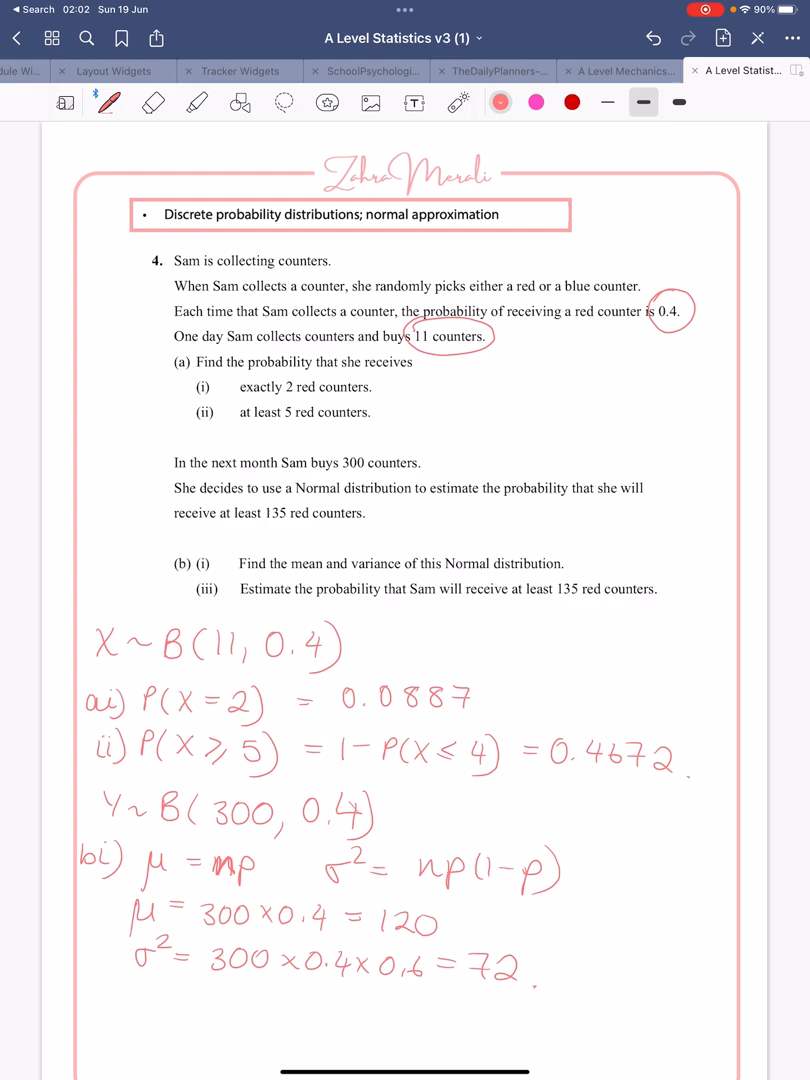 Search 02:02 Sun 19 Jun 90%
A Level Statistics v3 (1)
dule Wi... Layout Widgets Tracker Widgets SchoolPsychologi... TheDailyPlanners-... A Level Mechanics... A Level Statist...
Zahra Merali
• Discrete probability distributions; normal approximation
4. Sam is collecting counters.
When Sam collects a counter, she randomly picks either a red or a blue counter.
Each time that Sam collects a counter, the probability of receiving a red counter is 0.4.
One day Sam collects counters and buys 11 counters.
(a) Find the probability that she receives
(i) exactly 2 red counters.
(ii) at least 5 red counters.
In the next month Sam buys 300 counters.
She decides to use a Normal distribution to estimate the probability that she will
receive at least 135 red counters.
(b) (i) Find the mean and variance of this Normal distribution.
(iii) Estimate the probability that Sam will receive at least 135 red counters.
X ~ B(11, 0.4)
ai) P(X = 2) = 0.0887
ii) P(X ⩾ 5) = 1 - P(X ≤ 4) = 0.4672.
Y ~ B(300, 0.4)
bi) μ = np σ² = np(1-p)
μ = 300 × 0.4 = 120
σ² = 300 × 0.4 × 0.6 = 72.